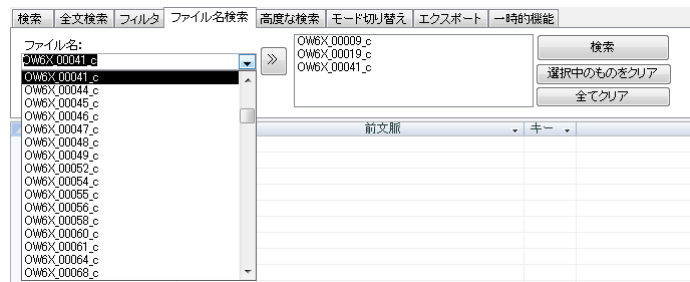 検索 全文検索 フィルタ ファイル名検索 高度な検索 モード切り替え エクスポート 一時的機能
ファイル名:
OW6X_00041_c
≫
OW6X_00009_c
OW6X_00019_c
OW6X_00041_c
検索
選択中のものをクリア
全てクリア
OW6X_00041_c
OW6X_00044_c
OW6X_00045_c
OW6X_00046_c
OW6X_00047_c
OW6X_00048_c
OW6X_00049_c
OW6X_00052_c
OW6X_00054_c
OW6X_00055_c
OW6X_00056_c
OW6X_00058_c
OW6X_00060_c
OW6X_00061_c
OW6X_00064_c
OW6X_00068_c
前文脈 キー